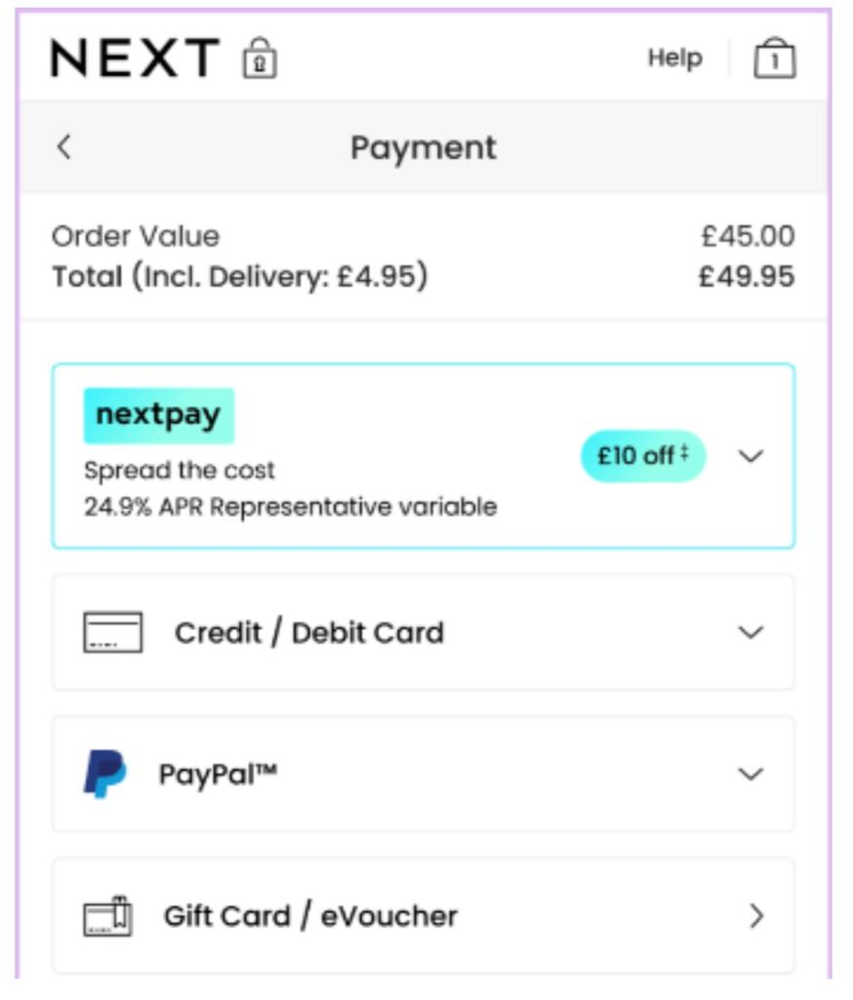 NEXT
Help
1
Payment
Order Value £45.00
Total (Incl. Delivery: £4.95) £49.95
nextpay
£10 off ‡
Spread the cost
24.9% APR Representative variable
Credit / Debit Card
PayPal™
Gift Card / eVoucher